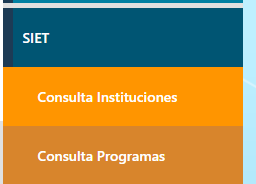 SIET
Consulta Instituciones
Consulta Programas